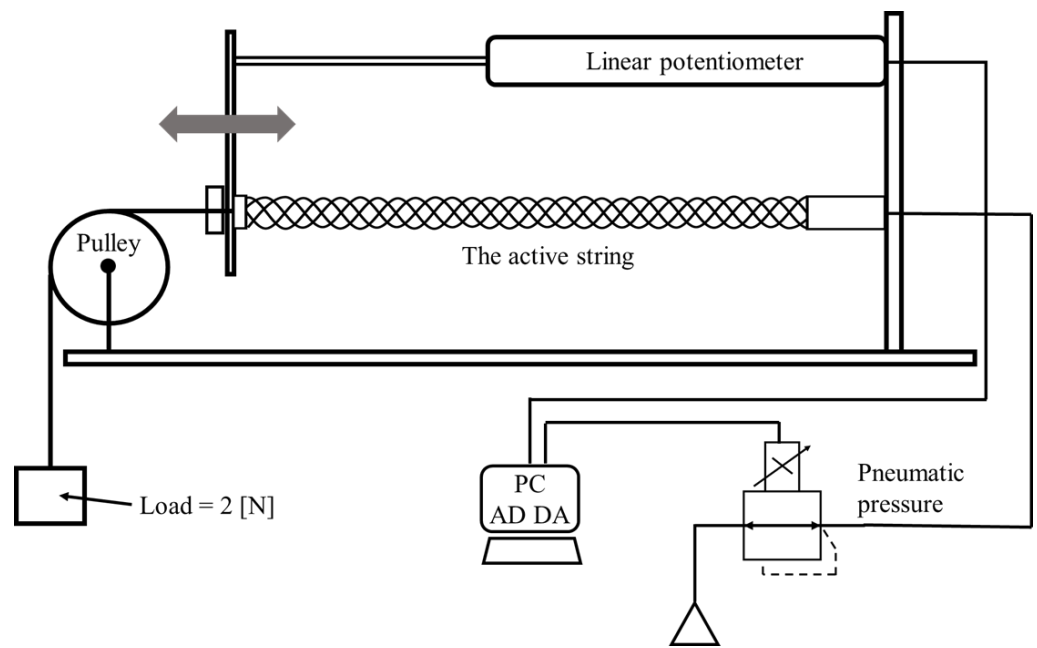 Linear potentiometer
Pulley
The active string
Load = 2 [N]
PC
AD DA
Pneumatic
pressure